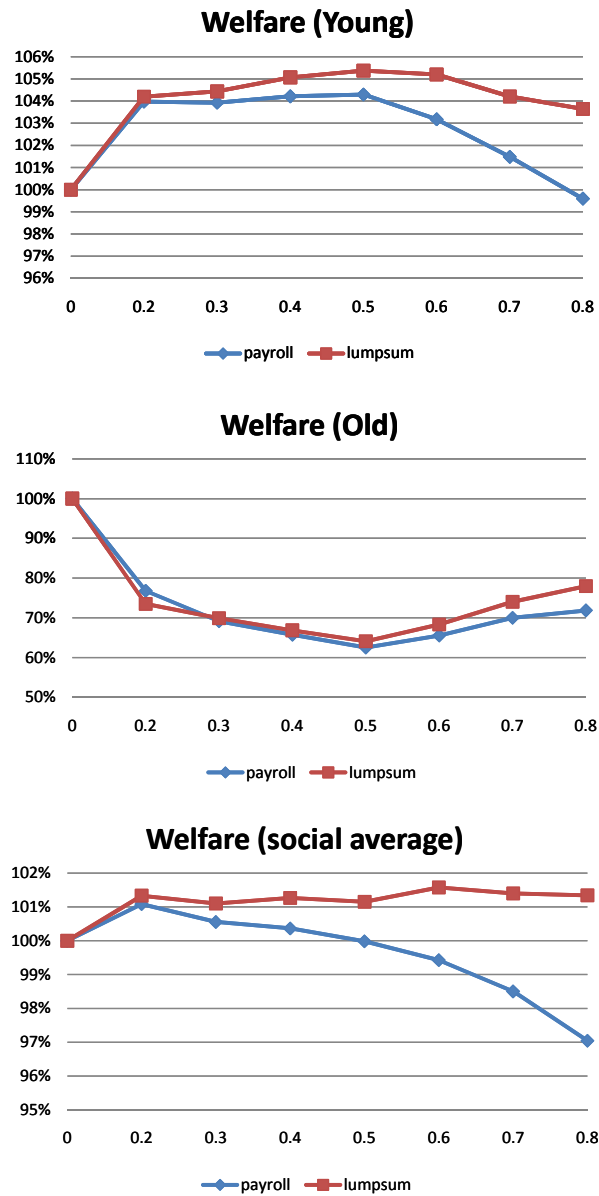 Welfare (Young)
106%
105%
104%
103%
102%
101%
100%
99%
98%
97%
96%
0 0.2 0.3 0.4 0.5 0.6 0.7 0.8
payroll lumpsum
Welfare (Old)
110%
100%
90%
80%
70%
60%
50%
0 0.2 0.3 0.4 0.5 0.6 0.7 0.8
payroll lumpsum
Welfare (social average)
102%
101%
100%
99%
98%
97%
96%
95%
0 0.2 0.3 0.4 0.5 0.6 0.7 0.8
payroll lumpsum